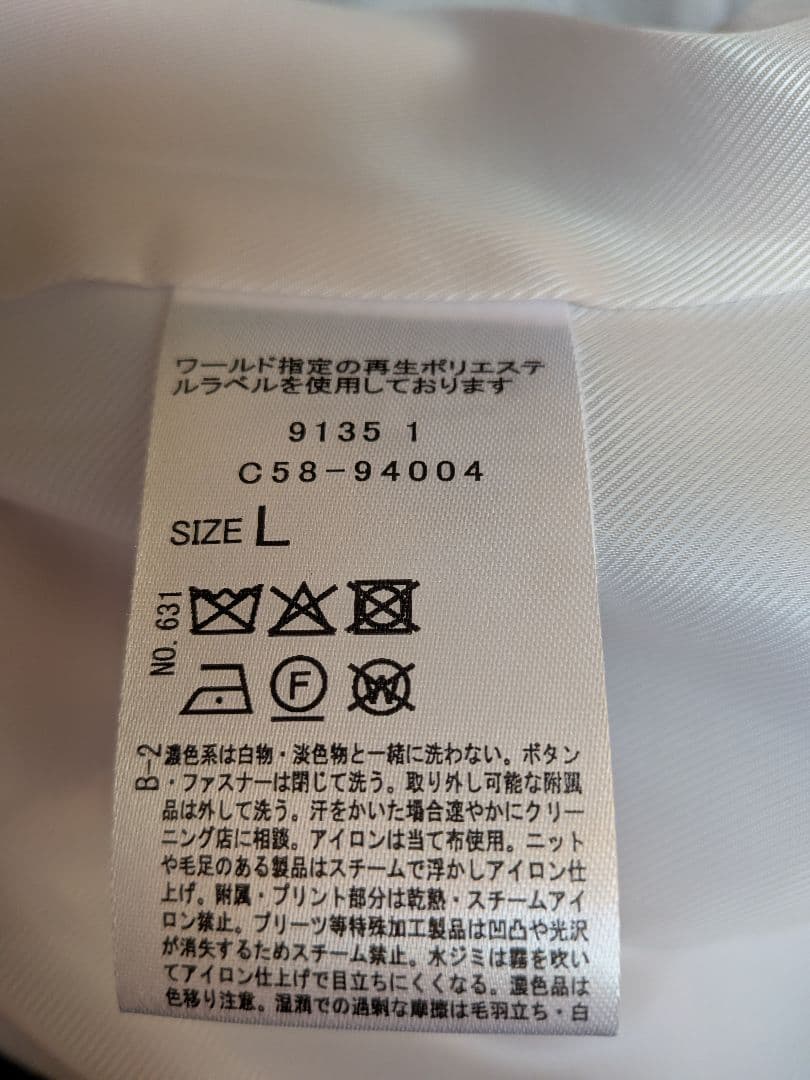 ワールド指定の再生ポリエステ
ルラベルを使用しております
9135 1
C58-94004
SIZE L
NO. 631
F
W
B-2
濃色系は白物・淡色物と一緒に洗わない。ボタン
・ファスナーは閉じて洗う。取り外し可能な附属
品は外して洗う。汗をかいた場合速やかにクリー
ニング店に相談。アイロンは当て布使用。ニット
や毛足のある製品はスチームで浮かしアイロン仕
上げ。附属・プリント部分は乾熱・スチームアイ
ロン禁止。プリーツ等特殊加工製品は凹凸や光沢
が消失するためスチーム禁止。水ジミは霧を吹い
てアイロン仕上げで目立ちにくくなる。濃色品は
色移り注意。湿潤での過剰な摩擦は毛羽立ち・白